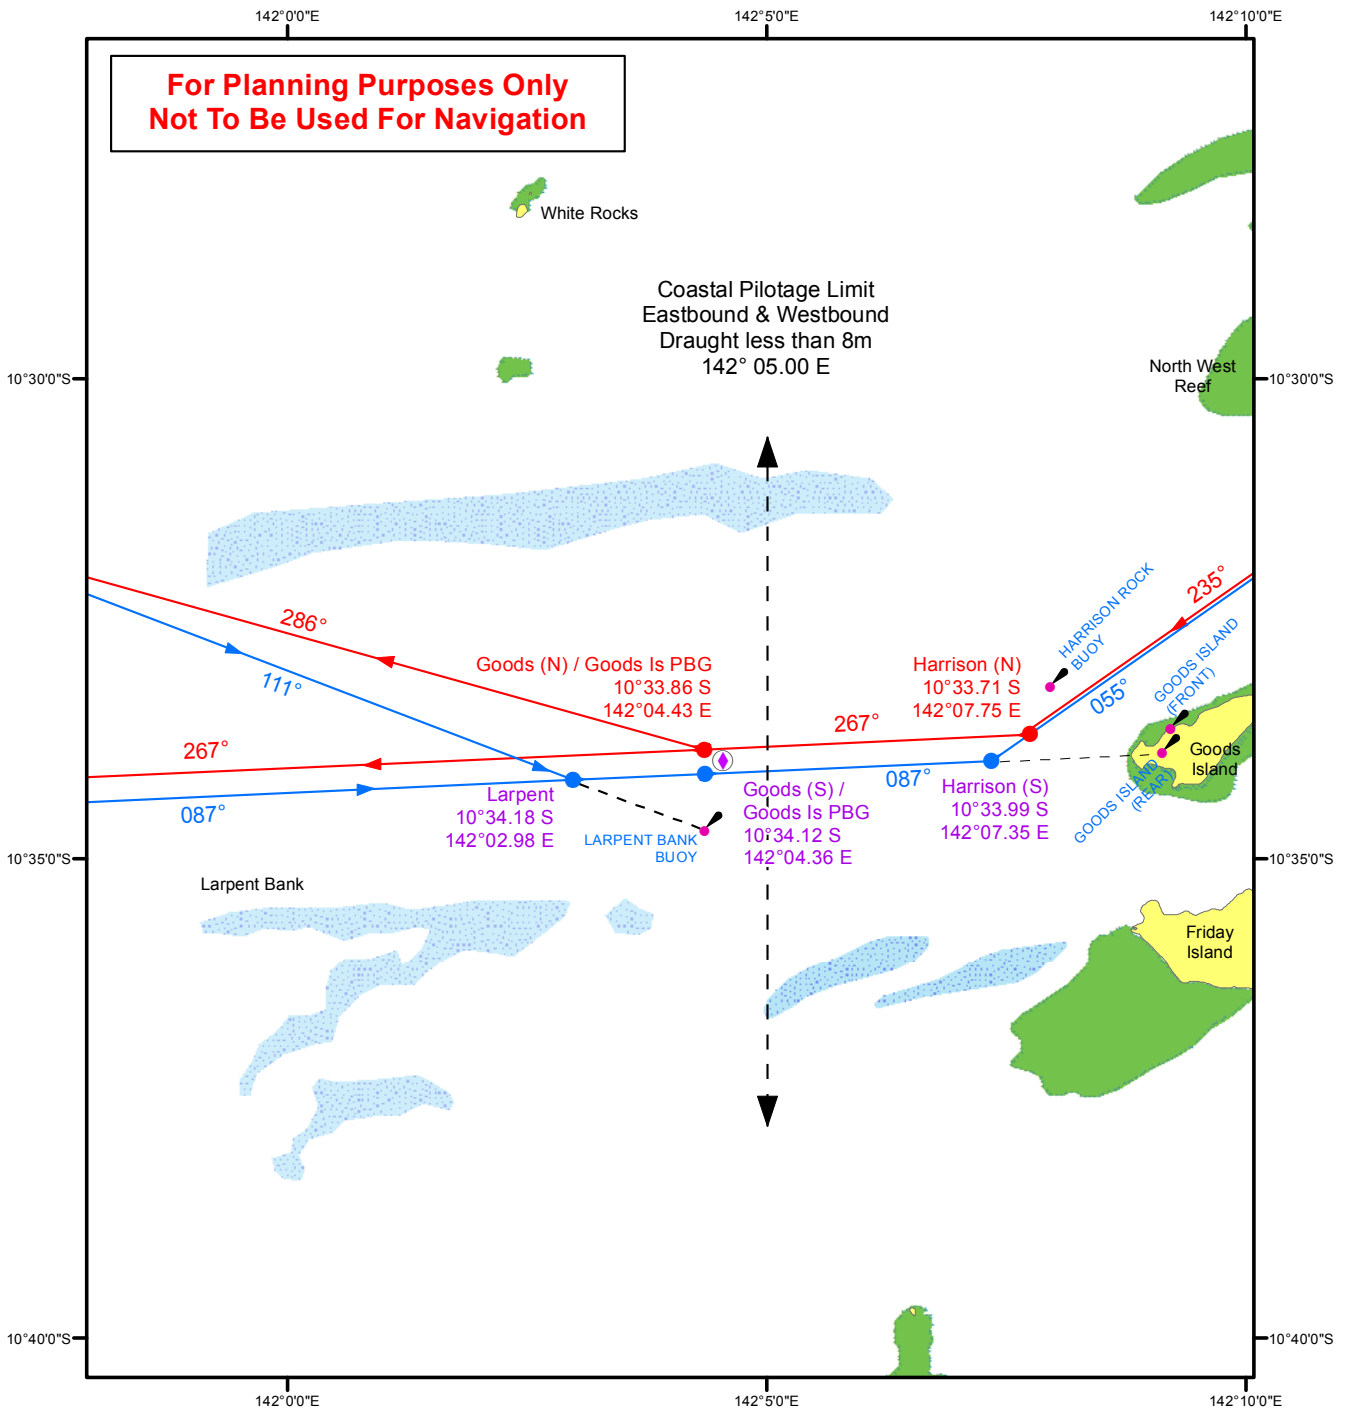 142°0'0"E
142°5'0"E
142°10'0"E
For Planning Purposes Only
Not To Be Used For Navigation
White Rocks
Coastal Pilotage Limit
Eastbound & Westbound
Draught less than 8m
142° 05.00 E
North West
Reef
10°30'0"S
10°30'0"S
HARRISON ROCK
BUOY
235°
055°
GOODS ISLAND
(FRONT)
286°
111°
Goods (N) / Goods Is PBG
10°33.86 S
142°04.43 E
Harrison (N)
10°33.71 S
142°07.75 E
267°
267°
087°
087°
Goods
Island
GOODS ISLAND
(REAR)
Larpent
10°34.18 S
142°02.98 E
Goods (S) /
Goods Is PBG
10°34.12 S
142°04.36 E
Harrison (S)
10°33.99 S
142°07.35 E
LARPENT BANK
BUOY
10°35'0"S
10°35'0"S
Larpent Bank
Friday
Island
10°40'0"S
10°40'0"S
142°0'0"E
142°5'0"E
142°10'0"E